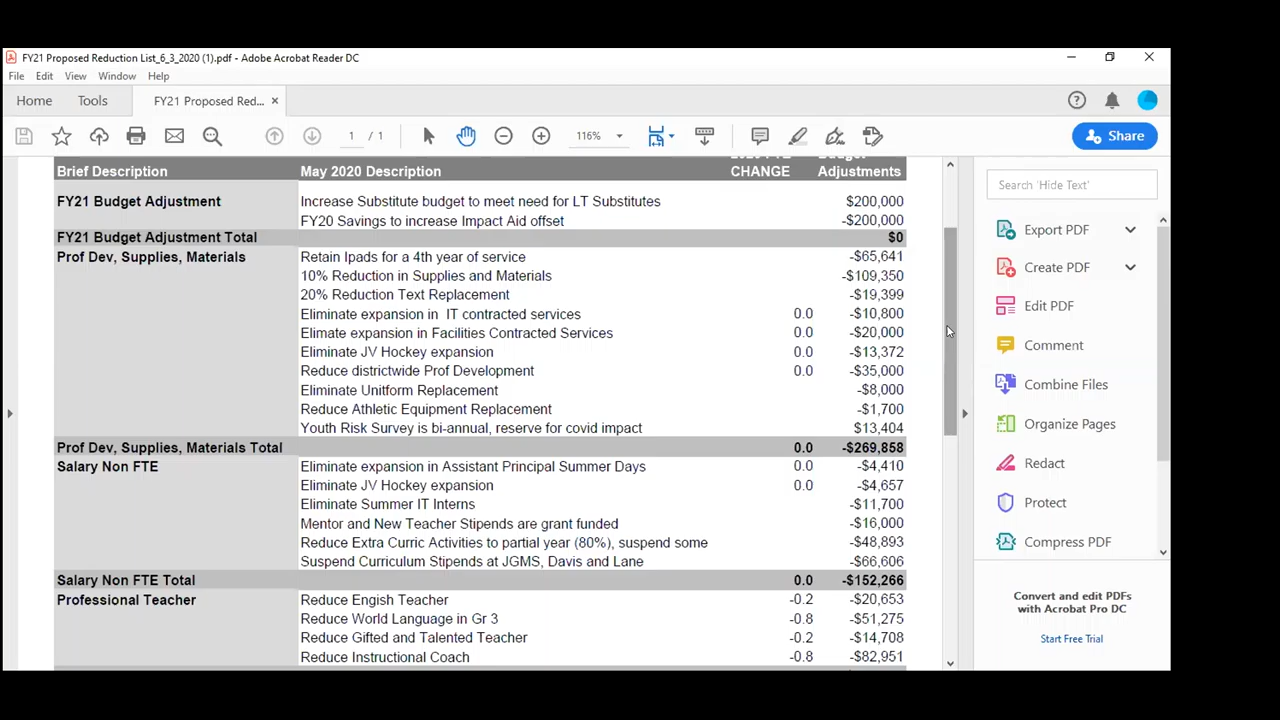 FY21 Proposed Reduction List_6_3_2020 (1).pdf - Adobe Acrobat Reader DC
File Edit View Window Help
Home Tools FY21 Proposed Red... ×
1 / 1 116% Share
Brief Description May 2020 Description CHANGE Adjustments
FY21 Budget Adjustment Increase Substitute budget to meet need for LT Substitutes $200,000
FY20 Savings to increase Impact Aid offset -$200,000
FY21 Budget Adjustment Total $0
Prof Dev, Supplies, Materials Retain Ipads for a 4th year of service -$65,641
10% Reduction in Supplies and Materials -$109,350
20% Reduction Text Replacement -$19,399
Eliminate expansion in IT contracted services 0.0 -$10,800
Elimate expansion in Facilities Contracted Services 0.0 -$20,000
Eliminate JV Hockey expansion 0.0 -$13,372
Reduce districtwide Prof Development 0.0 -$35,000
Eliminate Unitform Replacement -$8,000
Reduce Athletic Equipment Replacement -$1,700
Youth Risk Survey is bi-annual, reserve for covid impact $13,404
Prof Dev, Supplies, Materials Total 0.0 -$269,858
Salary Non FTE Eliminate expansion in Assistant Principal Summer Days 0.0 -$4,410
Eliminate JV Hockey expansion 0.0 -$4,657
Eliminate Summer IT Interns -$11,700
Mentor and New Teacher Stipends are grant funded -$16,000
Reduce Extra Curric Activities to partial year (80%), suspend some -$48,893
Suspend Curriculum Stipends at JGMS, Davis and Lane -$66,606
Salary Non FTE Total 0.0 -$152,266
Professional Teacher Reduce Engish Teacher -0.2 -$20,653
Reduce World Language in Gr 3 -0.8 -$51,275
Reduce Gifted and Talented Teacher -0.2 -$14,708
Reduce Instructional Coach -0.8 -$82,951
Search 'Hide Text'
Export PDF
Create PDF
Edit PDF
Comment
Combine Files
Organize Pages
Redact
Protect
Compress PDF
Convert and edit PDFs
with Acrobat Pro DC
Start Free Trial